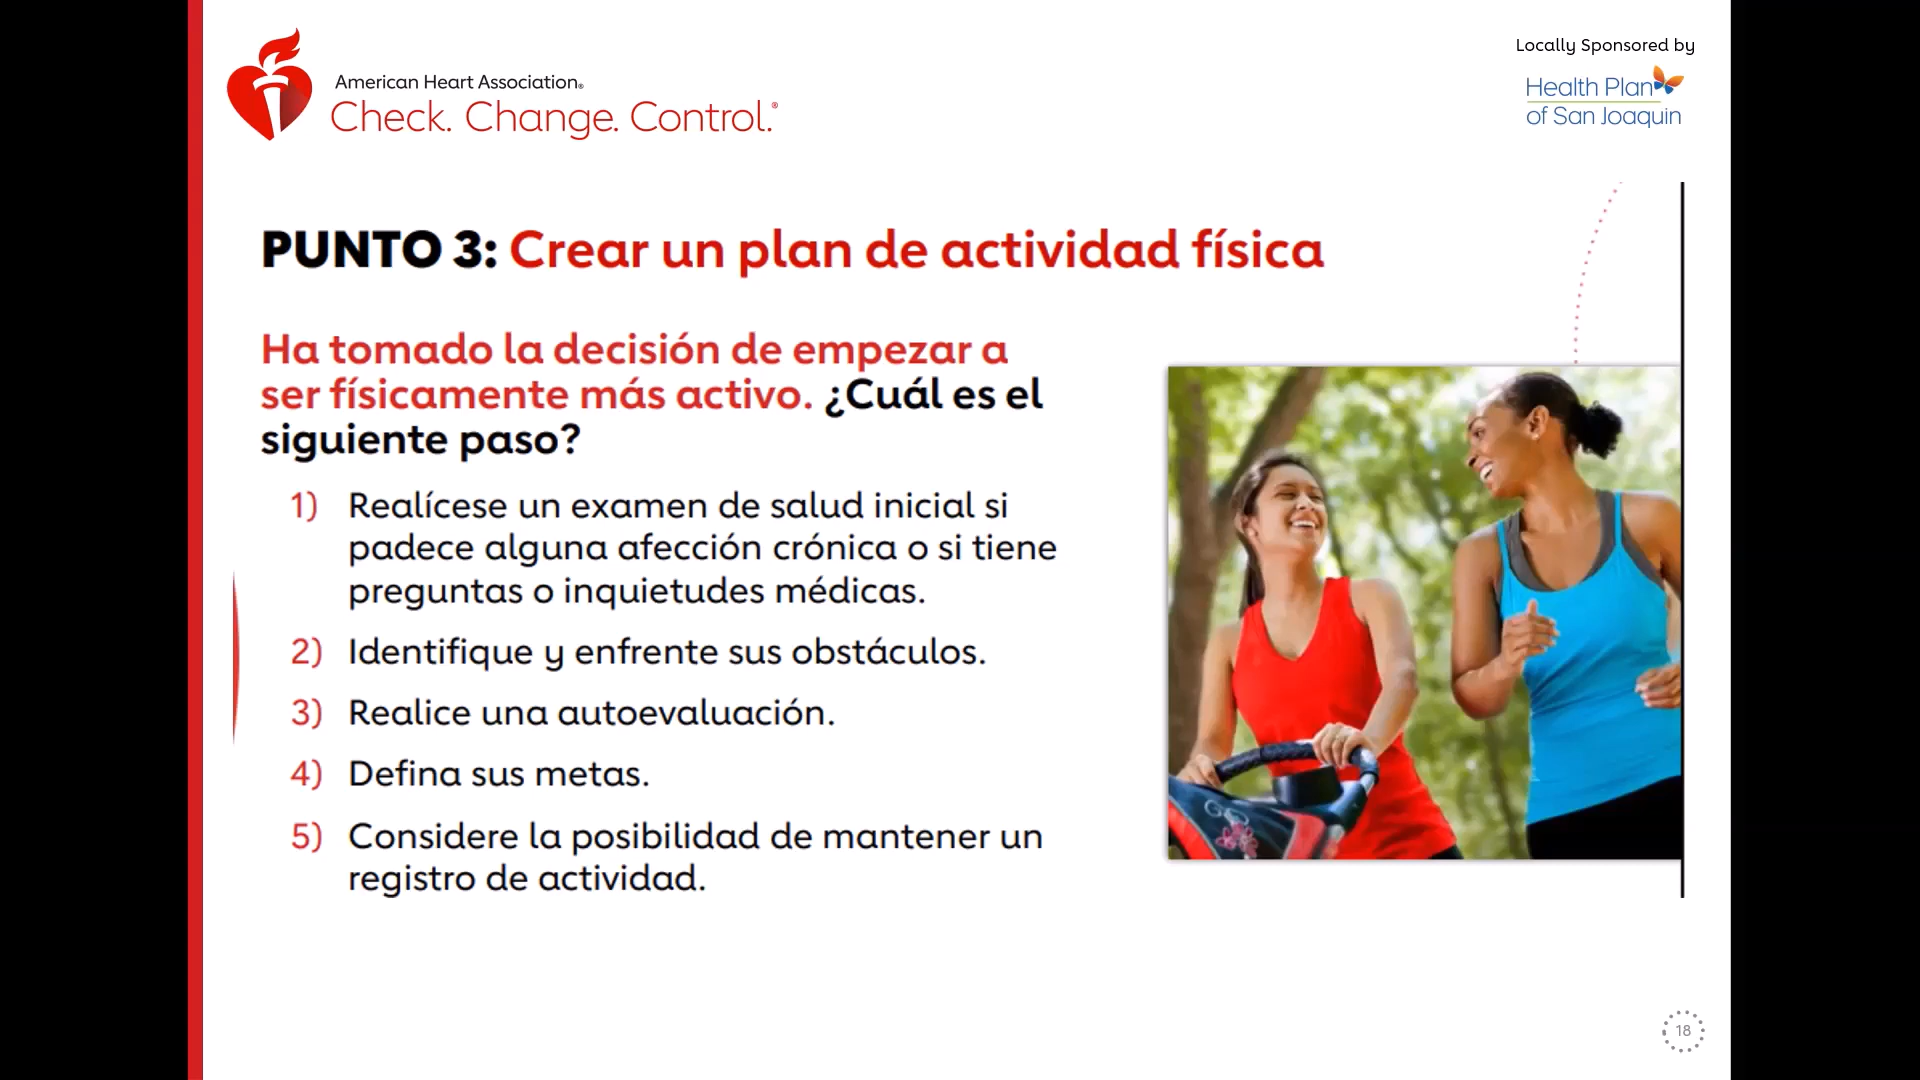 American Heart Association®
Check. Change. Control.®
Locally Sponsored by
Health Plan
of San Joaquin
PUNTO 3: Crear un plan de actividad física
Ha tomado la decisión de empezar a
ser físicamente más activo. ¿Cuál es el
siguiente paso?
1) Realícese un examen de salud inicial si
padece alguna afección crónica o si tiene
preguntas o inquietudes médicas.
2) Identifique y enfrente sus obstáculos.
3) Realice una autoevaluación.
4) Defina sus metas.
5) Considere la posibilidad de mantener un
registro de actividad.
18